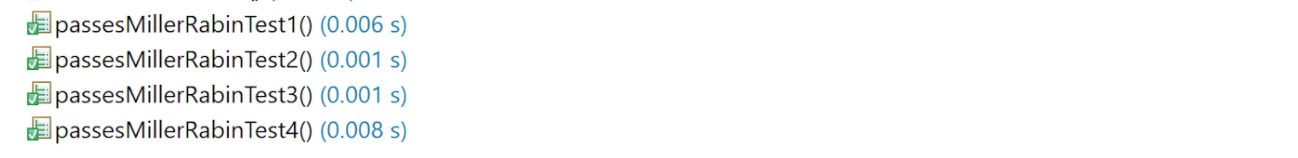 passesMillerRabinTest1() (0.006 s)
passesMillerRabinTest2() (0.001 s)
passesMillerRabinTest3() (0.001 s)
passesMillerRabinTest4() (0.008 s)